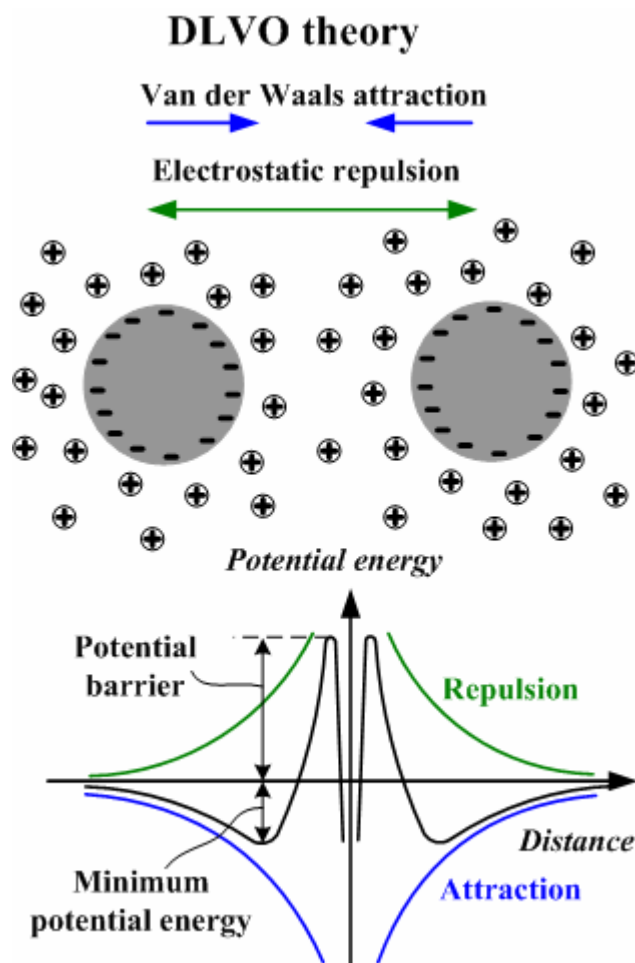 DLVO theory
Van der Waals attraction
Electrostatic repulsion
Potential energy
Potential
barrier
Repulsion
Distance
Minimum
potential energy
Attraction